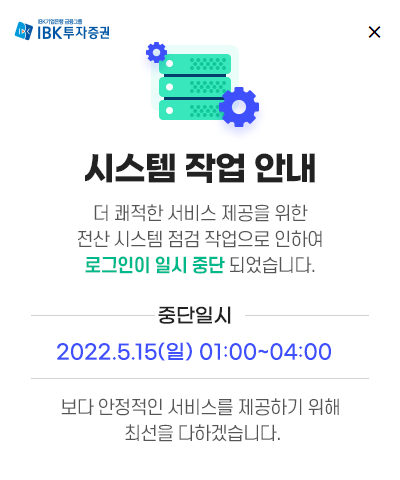 IBK기업은행 금융그룹
IBK투자증권
시스템 작업 안내
더 쾌적한 서비스 제공을 위한
전산 시스템 점검 작업으로 인하여
로그인이 일시 중단 되었습니다.
중단일시
2022.5.15(일) 01:00~04:00
보다 안정적인 서비스를 제공하기 위해
최선을 다하겠습니다.